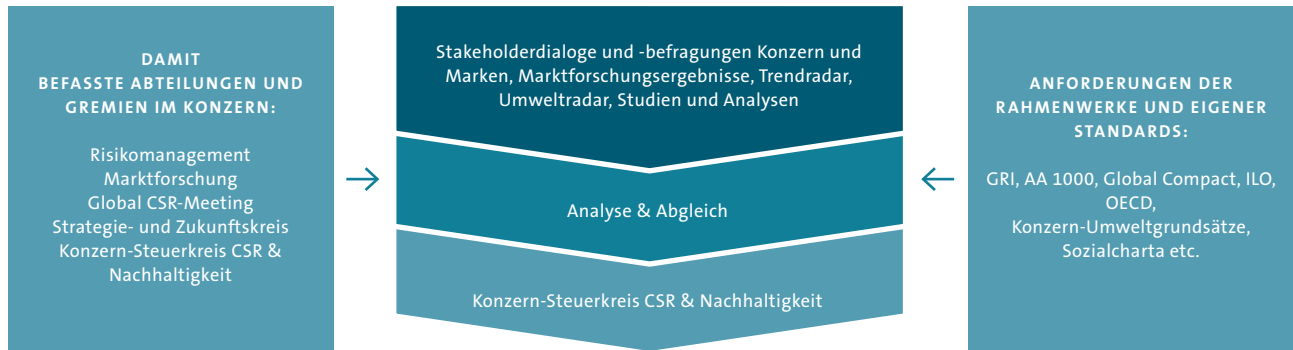 DAMIT
BEFASSTE ABTEILUNGEN UND
GREMIEN IM KONZERN:
Risikomanagement
Marktforschung
Global CSR-Meeting
Strategie- und Zukunftskreis
Konzern-Steuerkreis CSR &
Nachhaltigkeit
Stakeholderdialoge und -befragungen Konzern und
Marken, Marktforschungsergebnisse, Trendradar,
Umweltradar, Studien und Analysen
Analyse & Abgleich
Konzern-Steuerkreis CSR & Nachhaltigkeit
ANFORDERUNGEN DER
RAHMENWERKE UND EIGENER
STANDARDS:
GRI, AA 1000, Global Compact, ILO,
OECD,
Konzern-Umweltgrundsätze,
Sozialcharta etc.